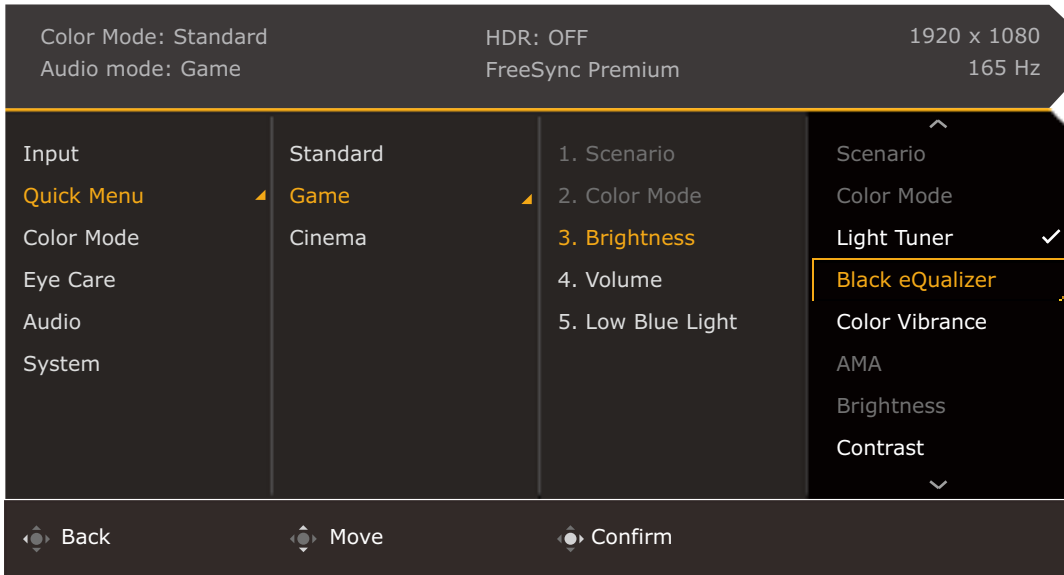 Color Mode: Standard
HDR: OFF
1920 x 1080
Audio mode: Game
FreeSync Premium
165 Hz
Input
Quick Menu
Color Mode
Eye Care
Audio
System
Standard
Game
Cinema
1. Scenario
2. Color Mode
3. Brightness
4. Volume
5. Low Blue Light
Scenario
Color Mode
Light Tuner
Black eQualizer
Color Vibrance
AMA
Brightness
Contrast
Back
Move
Confirm